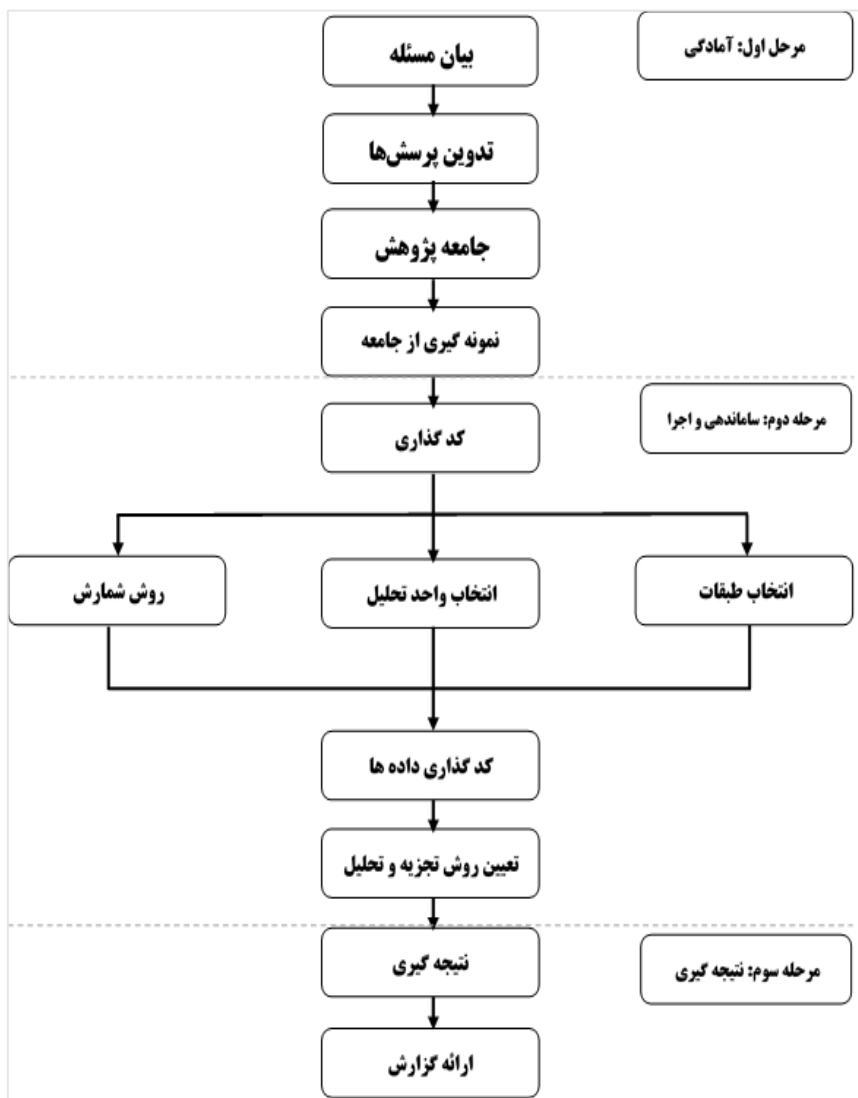 مرحل اول: آمادگی
بیان مسئله
تدوین پرسش‌ها
جامعه پژوهش
نمونه گیری از جامعه
مرحله دوم: ساماندهی و اجرا
کد گذاری
انتخاب طبقات
انتخاب واحد تحلیل
روش شمارش
کد گذاری داده ها
تعیین روش تجزیه و تحلیل
مرحله سوم: نتیجه گیری
نتیجه گیری
ارائه گزارش